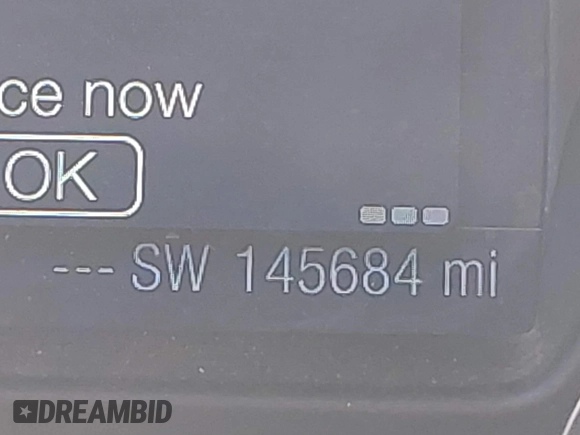 ce now
OK
--- SW 145684 mi
DREAMBID